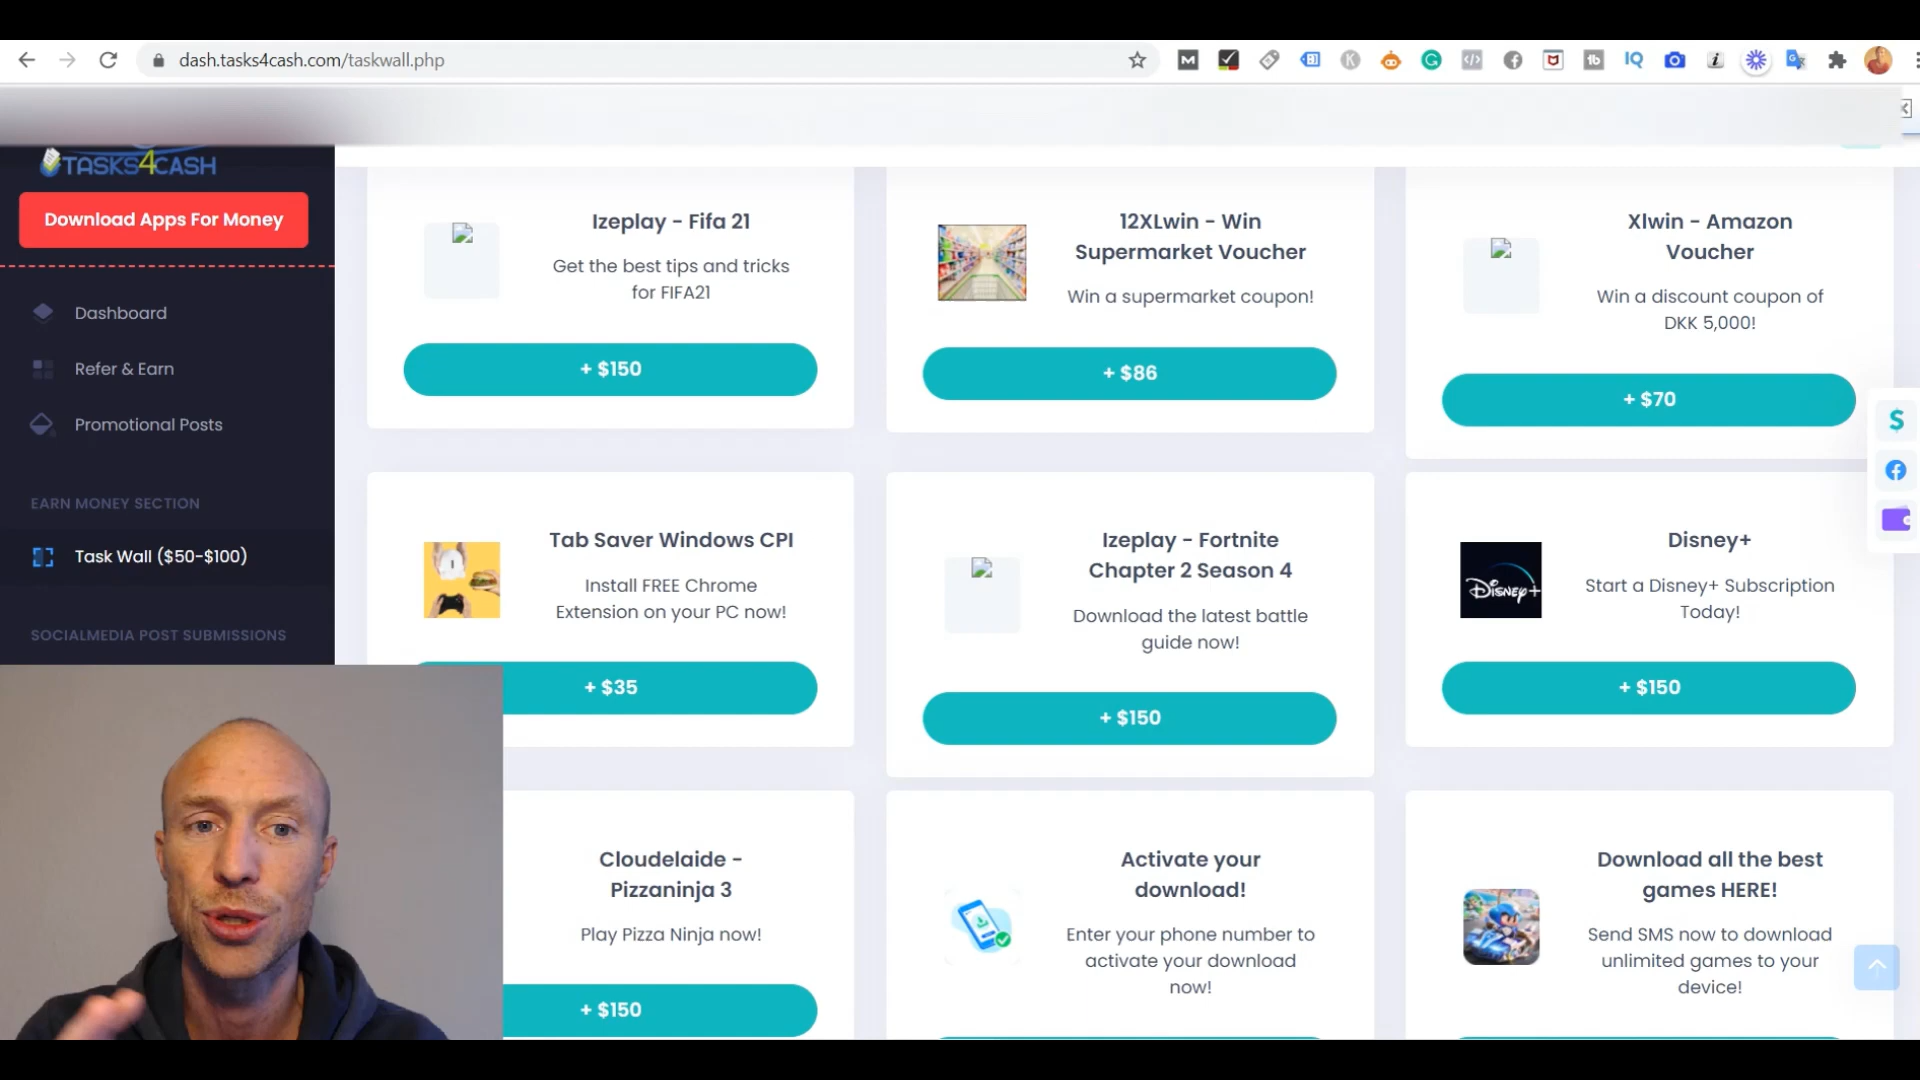 dash.tasks4cash.com/taskwall.php
TASKS4CASH
Download Apps For Money
Dashboard
Refer & Earn
Promotional Posts
EARN MONEY SECTION
Task Wall ($50-$100)
SOCIALMEDIA POST SUBMISSIONS
Izeplay - Fifa 21
Get the best tips and tricks
for FIFA21
+ $150
12XLwin - Win
Supermarket Voucher
Win a supermarket coupon!
+ $86
Xlwin - Amazon
Voucher
Win a discount coupon of
DKK 5,000!
+ $70
Tab Saver Windows CPI
Install FREE Chrome
Extension on your PC now!
+ $35
Izeplay - Fortnite
Chapter 2 Season 4
Download the latest battle
guide now!
+ $150
Disney+
Disney+
Start a Disney+ Subscription
Today!
+ $150
Cloudelaide -
Pizzaninja 3
Play Pizza Ninja now!
+ $150
Activate your
download!
Enter your phone number to
activate your download
now!
Download all the best
games HERE!
Send SMS now to download
unlimited games to your
device!